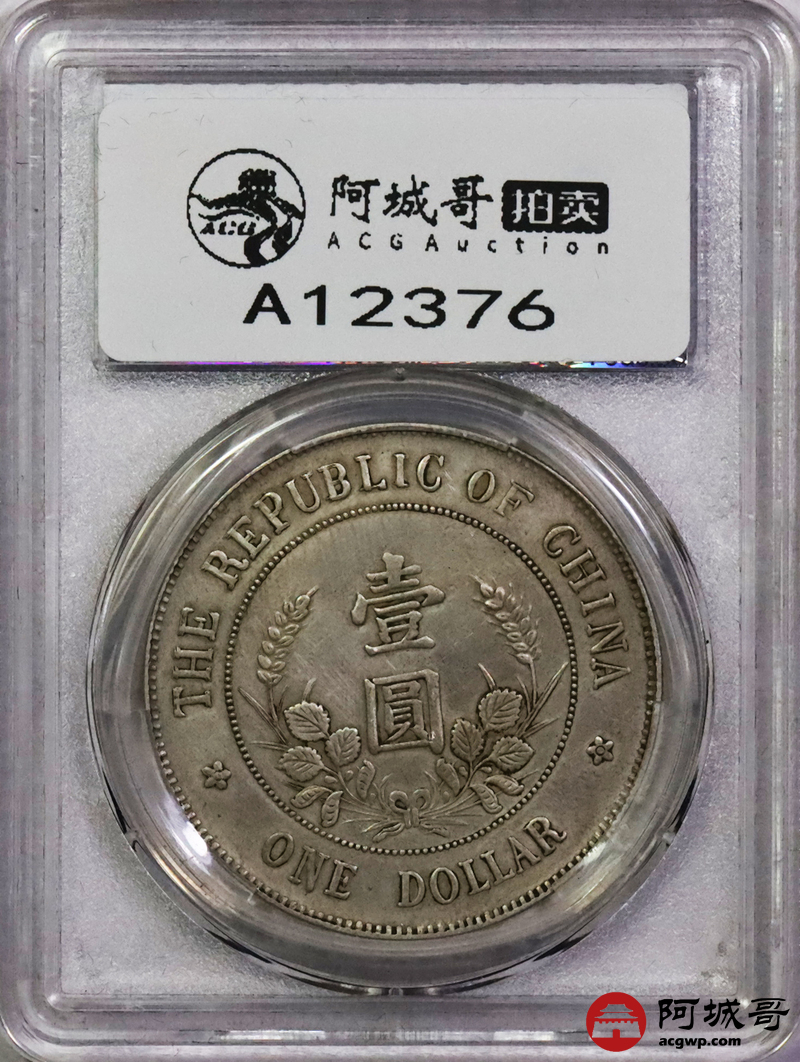 ACG
阿城哥 拍卖
ACGAuction
A12376
THE REPUBLIC OF CHINA
壹
圓
ONE DOLLAR
阿城哥
acgwp.com